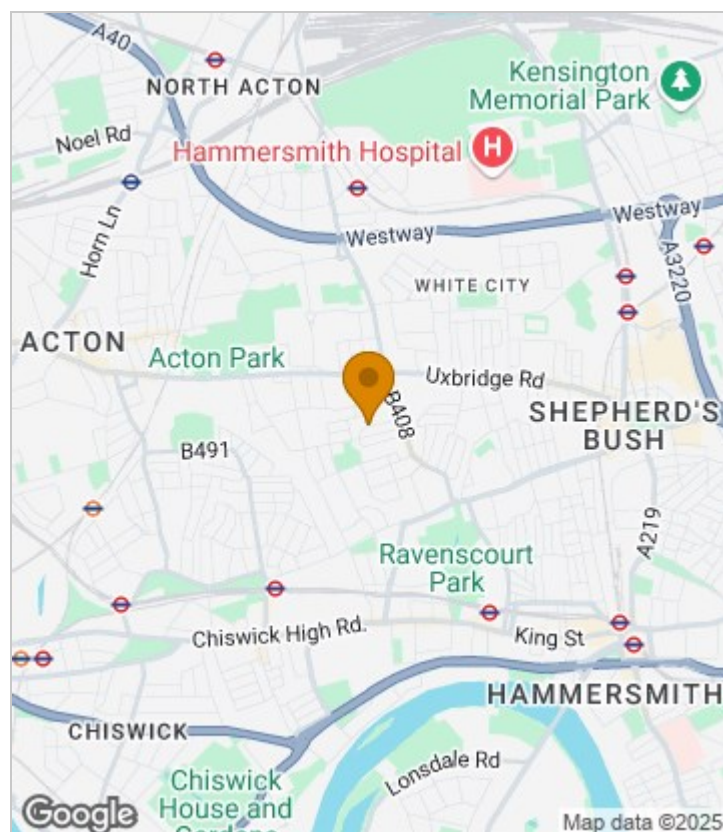 A40
NORTH ACTON
Kensington
Memorial Park
Noel Rd
Hammersmith Hospital
H
Horn Ln
Westway
Westway
A3220
WHITE CITY
ACTON
Acton Park
Uxbridge Rd
B408
SHEPHERD'S
BUSH
B491
A219
Ravenscourt
Park
Chiswick High Rd.
King St
HAMMERSMITH
CHISWICK
Lonsdale Rd
Chiswick
House and
Gardens
Google
Map data ©2025